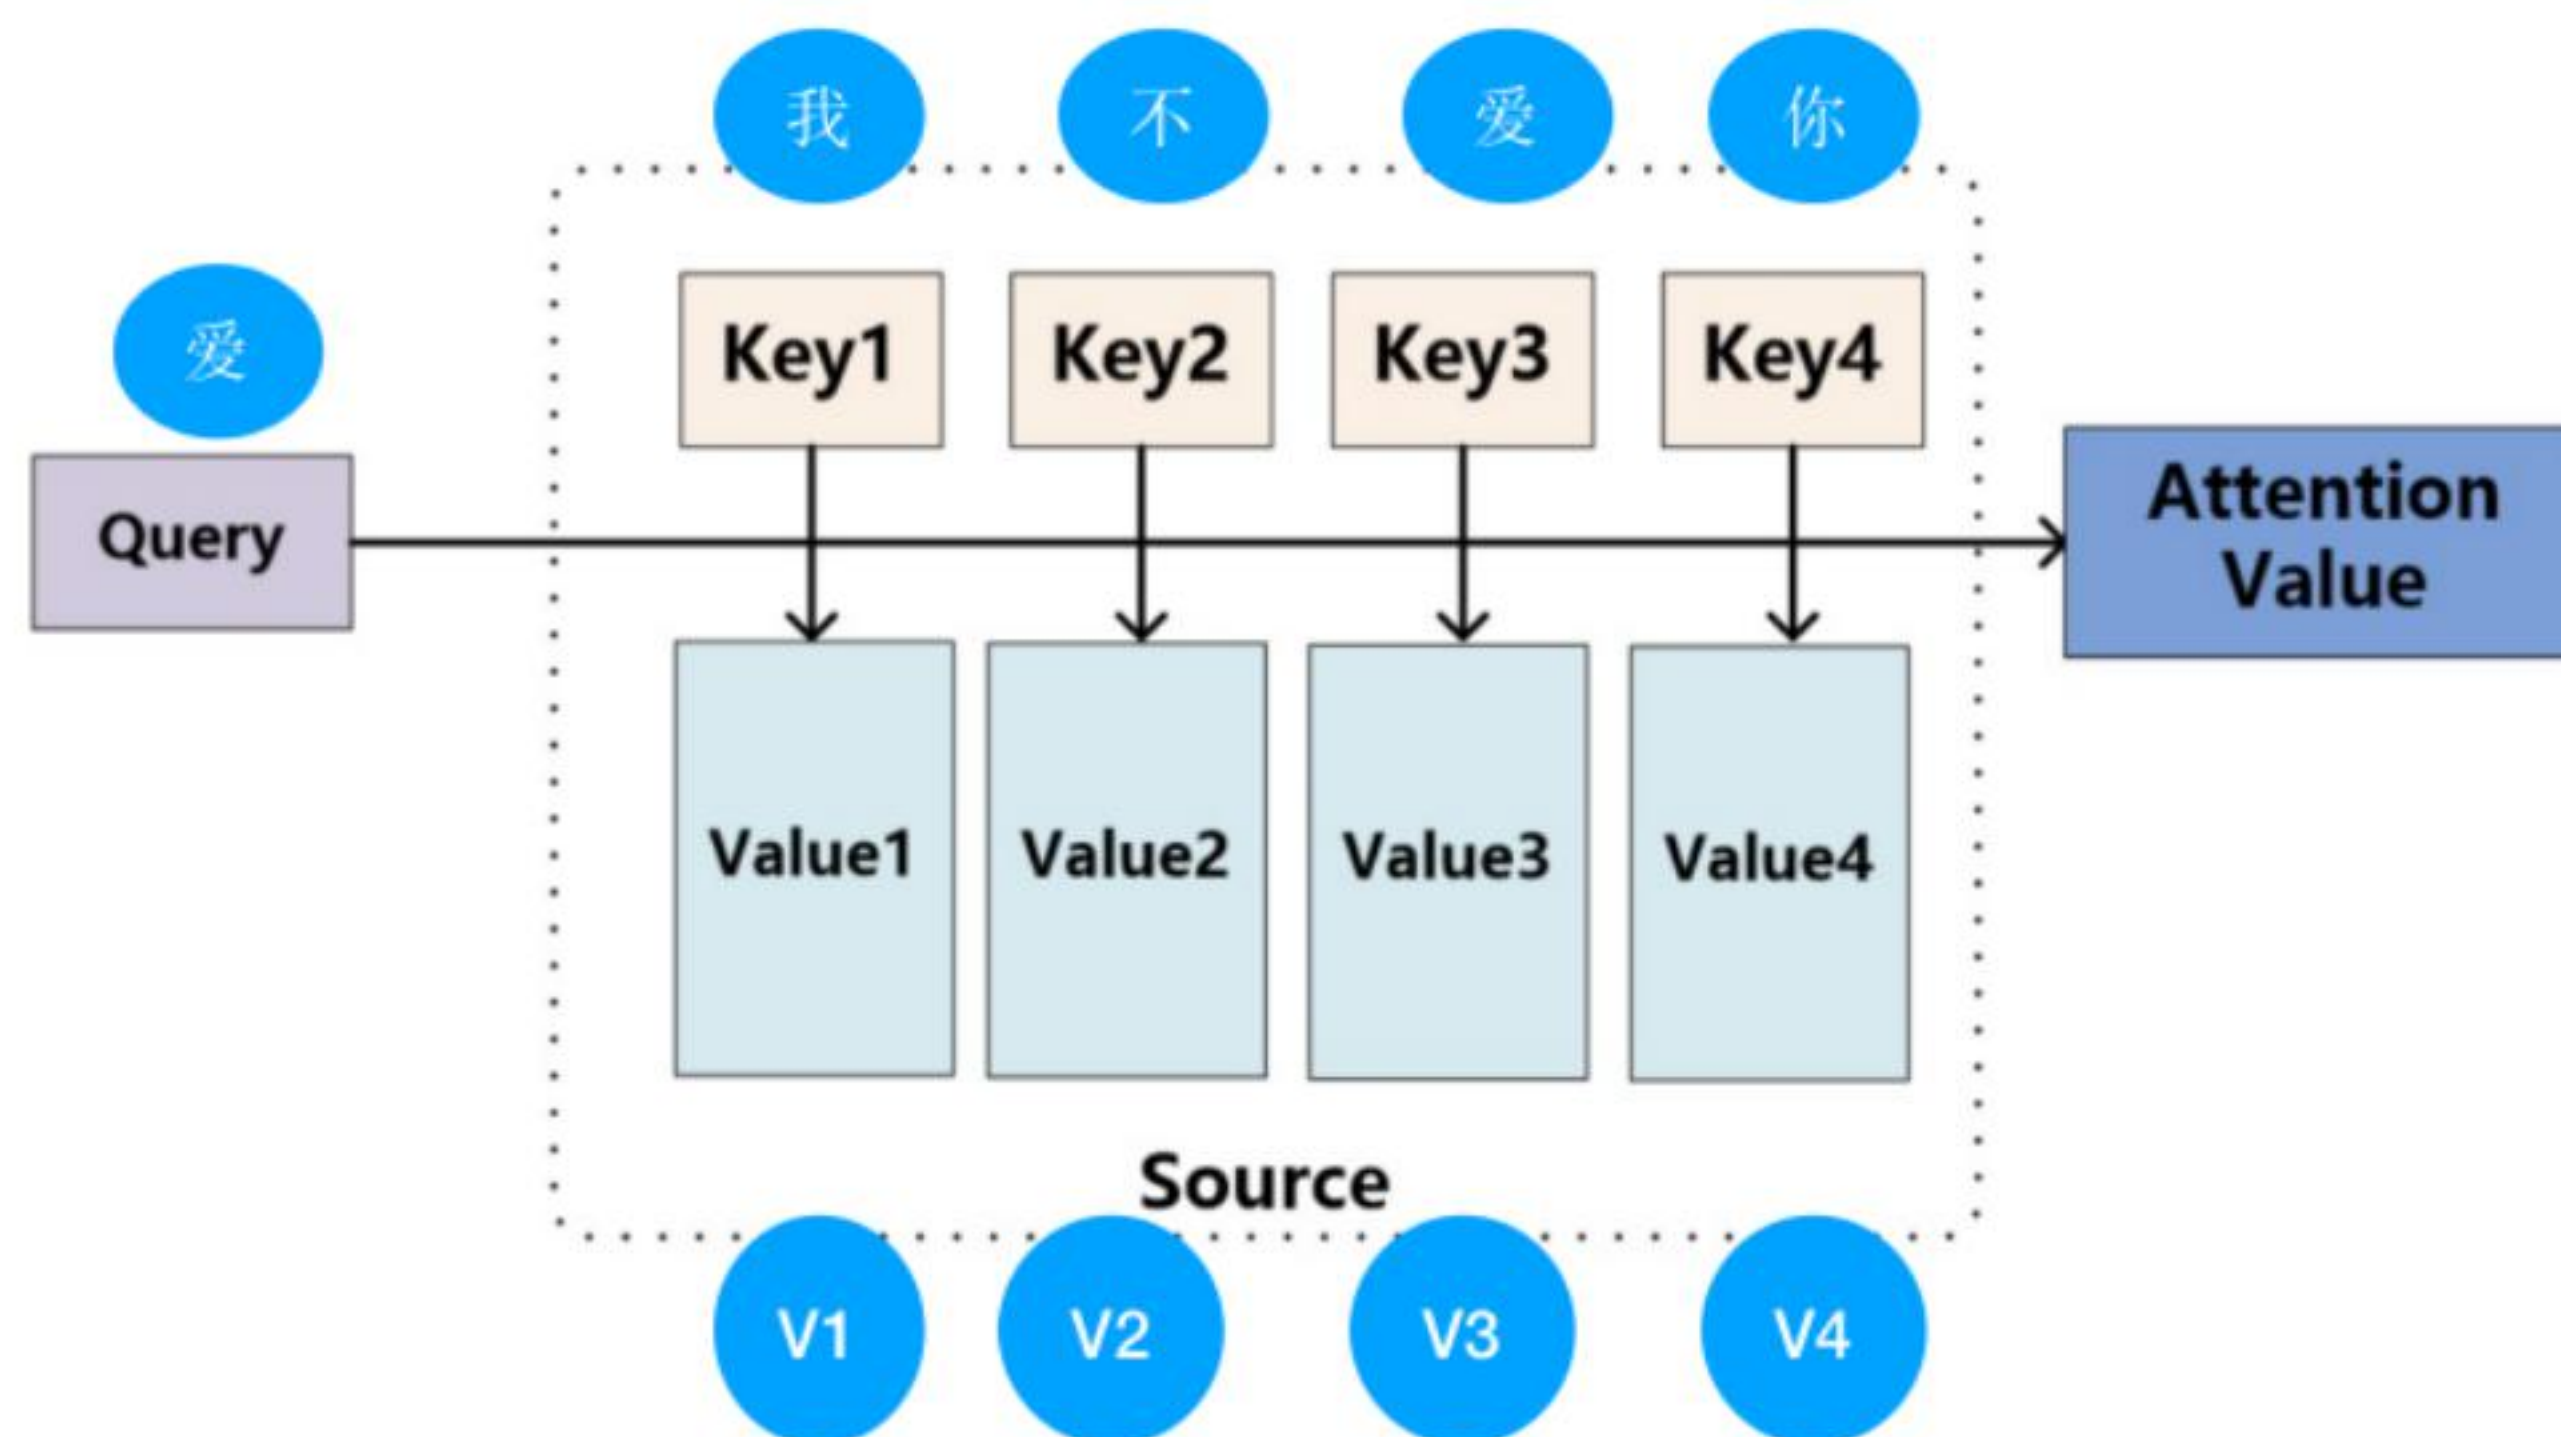 我 不 爱 你
爱
Key1 Key2 Key3 Key4
Query
Attention
Value
Value1 Value2 Value3 Value4
Source
V1 V2 V3 V4